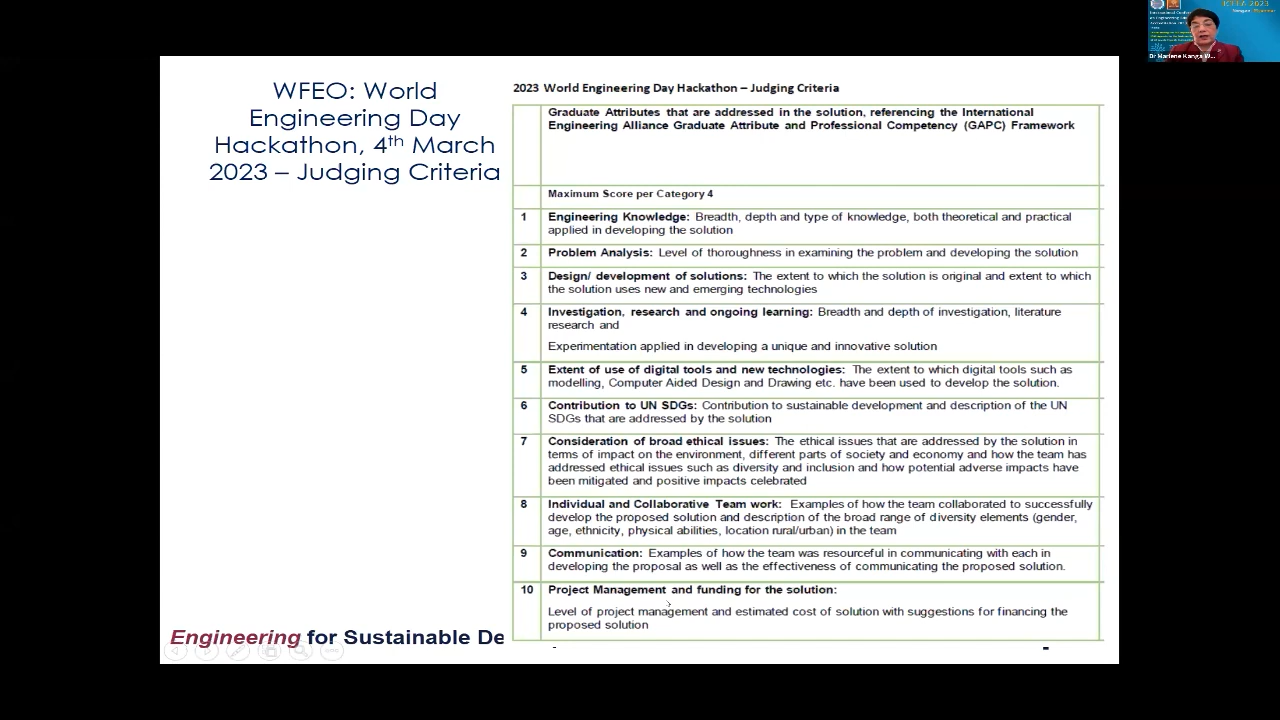 WFEO: World
Engineering Day
Hackathon, 4th March
2023 – Judging Criteria
2023 World Engineering Day Hackathon – Judging Criteria
Graduate Attributes that are addressed in the solution, referencing the International
Engineering Alliance Graduate Attribute and Professional Competency (GAPC) Framework
Maximum Score per Category 4
1 Engineering Knowledge: Breadth, depth and type of knowledge, both theoretical and practical
applied in developing the solution
2 Problem Analysis: Level of thoroughness in examining the problem and developing the solution
3 Design/ development of solutions: The extent to which the solution is original and extent to which
the solution uses new and emerging technologies
4 Investigation, research and ongoing learning: Breadth and depth of investigation, literature
research and
Experimentation applied in developing a unique and innovative solution
5 Extent of use of digital tools and new technologies: The extent to which digital tools such as
modelling, Computer Aided Design and Drawing etc. have been used to develop the solution.
6 Contribution to UN SDGs: Contribution to sustainable development and description of the UN
SDGs that are addressed by the solution
7 Consideration of broad ethical issues: The ethical issues that are addressed by the solution in
terms of impact on the environment, different parts of society and economy and how the team has
addressed ethical issues such as diversity and inclusion and how potential adverse impacts have
been mitigated and positive impacts celebrated
8 Individual and Collaborative Team work: Examples of how the team collaborated to successfully
develop the proposed solution and description of the broad range of diversity elements (gender,
age, ethnicity, physical abilities, location rural/urban) in the team
9 Communication: Examples of how the team was resourceful in communicating with each in
developing the proposal as well as the effectiveness of communicating the proposed solution.
10 Project Management and funding for the solution:
Level of project management and estimated cost of solution with suggestions for financing the
proposed solution
Engineering for Sustainable De
2023
Dr Marlene Kanga W...